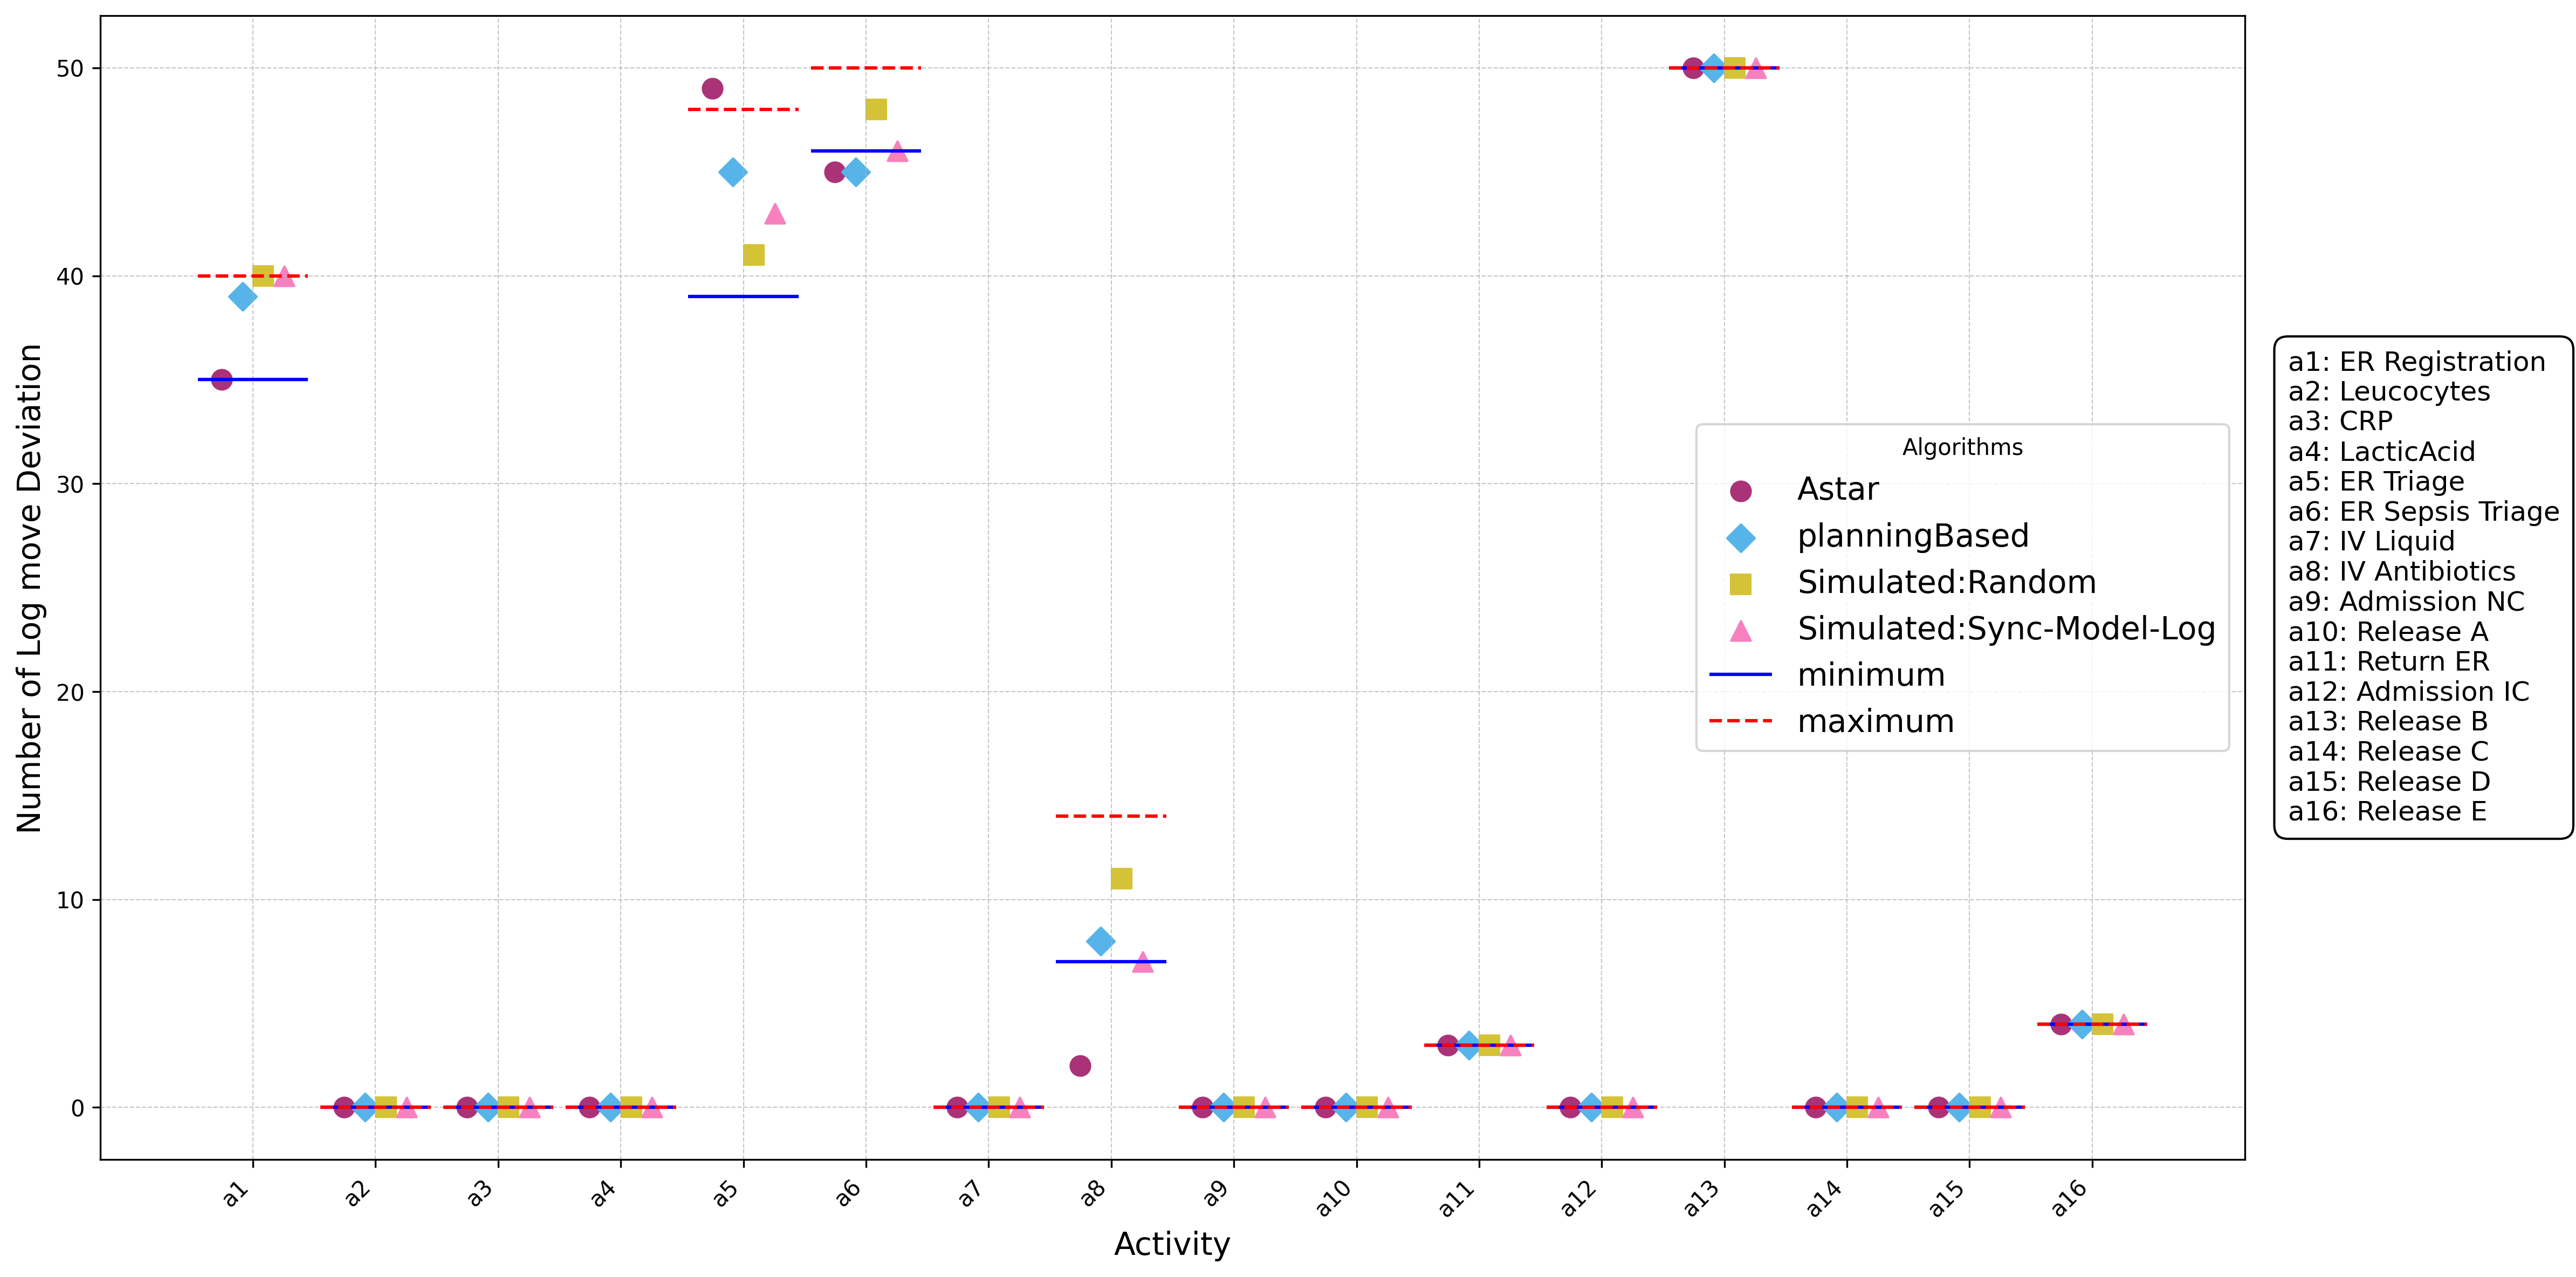 Number of Log move Deviation
50
40
30
20
10
0
a1
a2
a3
a4
a5
a6
a7
a8
a9
a10
a11
a12
a13
a14
a15
a16
Activity
Algorithms
Astar
planningBased
Simulated:Random
Simulated:Sync-Model-Log
minimum
maximum
a1: ER Registration
a2: Leucocytes
a3: CRP
a4: LacticAcid
a5: ER Triage
a6: ER Sepsis Triage
a7: IV Liquid
a8: IV Antibiotics
a9: Admission NC
a10: Release A
a11: Return ER
a12: Admission IC
a13: Release B
a14: Release C
a15: Release D
a16: Release E